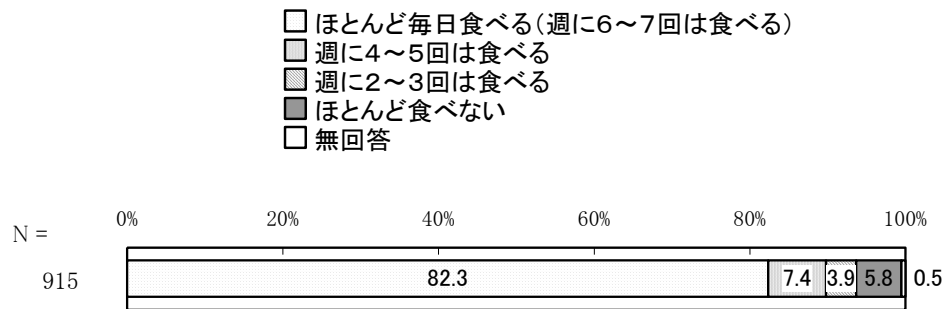 ほとんど毎日食べる（週に６～７回は食べる）
週に４～５回は食べる
週に２～３回は食べる
ほとんど食べない
無回答
N = 0% 20% 40% 60% 80% 100%
915 82.3 7.4 3.9 5.8 0.5